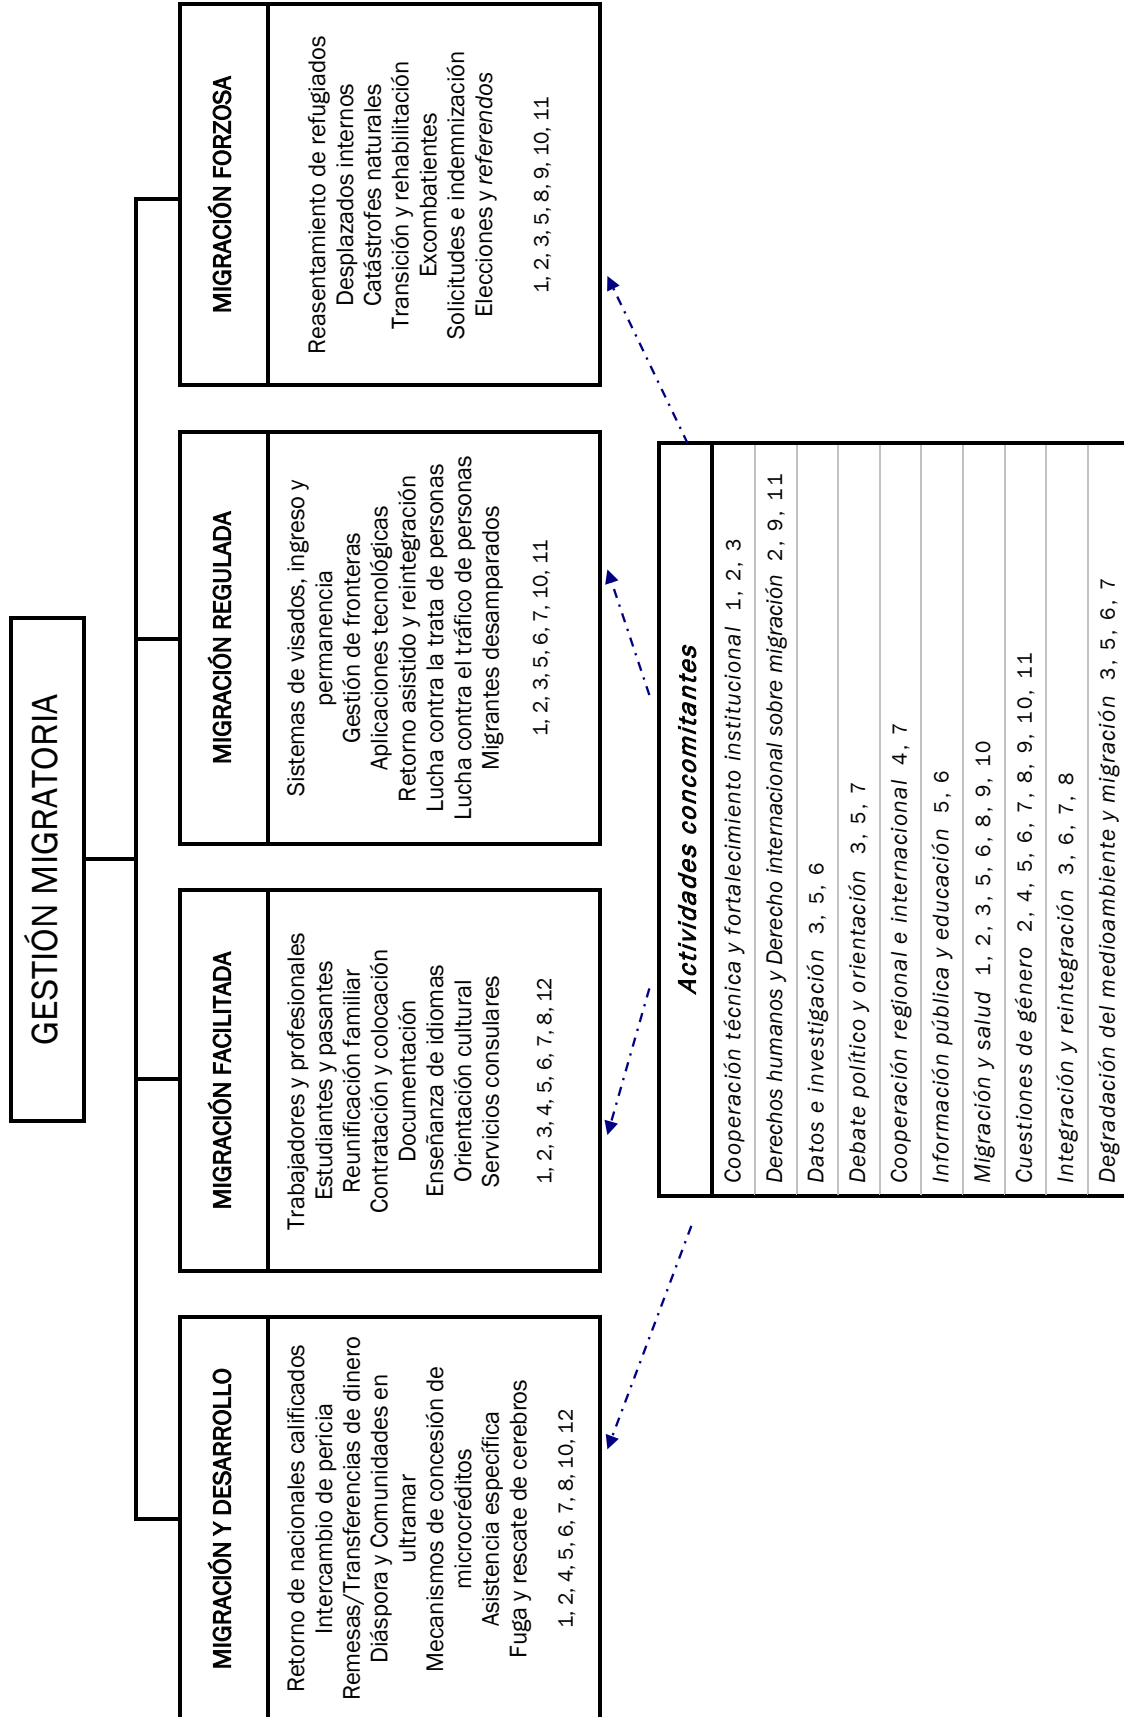 GESTIÓN MIGRATORIA
MIGRACIÓN Y DESARROLLO
Retorno de nacionales calificados
Intercambio de pericia
Remesas/Transferencias de dinero
Diáspora y Comunidades en
ultramar
Mecanismos de concesión de
microcréditos
Asistencia específica
Fuga y rescate de cerebros
1, 2, 4, 5, 6, 7, 8, 10, 12
MIGRACIÓN FACILITADA
Trabajadores y profesionales
Estudiantes y pasantes
Reunificación familiar
Contratación y colocación
Documentación
Enseñanza de idiomas
Orientación cultural
Servicios consulares
1, 2, 3, 4, 5, 6, 7, 8, 12
MIGRACIÓN REGULADA
Sistemas de visados, ingreso y
permanencia
Gestión de fronteras
Aplicaciones tecnológicas
Retorno asistido y reintegración
Lucha contra la trata de personas
Lucha contra el tráfico de personas
Migrantes desamparados
1, 2, 3, 5, 6, 7, 10, 11
MIGRACIÓN FORZOSA
Reasentamiento de refugiados
Desplazados internos
Catástrofes naturales
Transición y rehabilitación
Excombatientes
Solicitudes e indemnización
Elecciones y referendos
1, 2, 3, 5, 8, 9, 10, 11
Actividades concomitantes
Cooperación técnica y fortalecimiento institucional 1, 2, 3
Derechos humanos y Derecho internacional sobre migración 2, 9, 11
Datos e investigación 3, 5, 6
Debate político y orientación 3, 5, 7
Cooperación regional e internacional 4, 7
Información pública y educación 5, 6
Migración y salud 1, 2, 3, 5, 6, 8, 9, 10
Cuestiones de género 2, 4, 5, 6, 7, 8, 9, 10, 11
Integración y reintegración 3, 6, 7, 8
Degradación del medioambiente y migración 3, 5, 6, 7